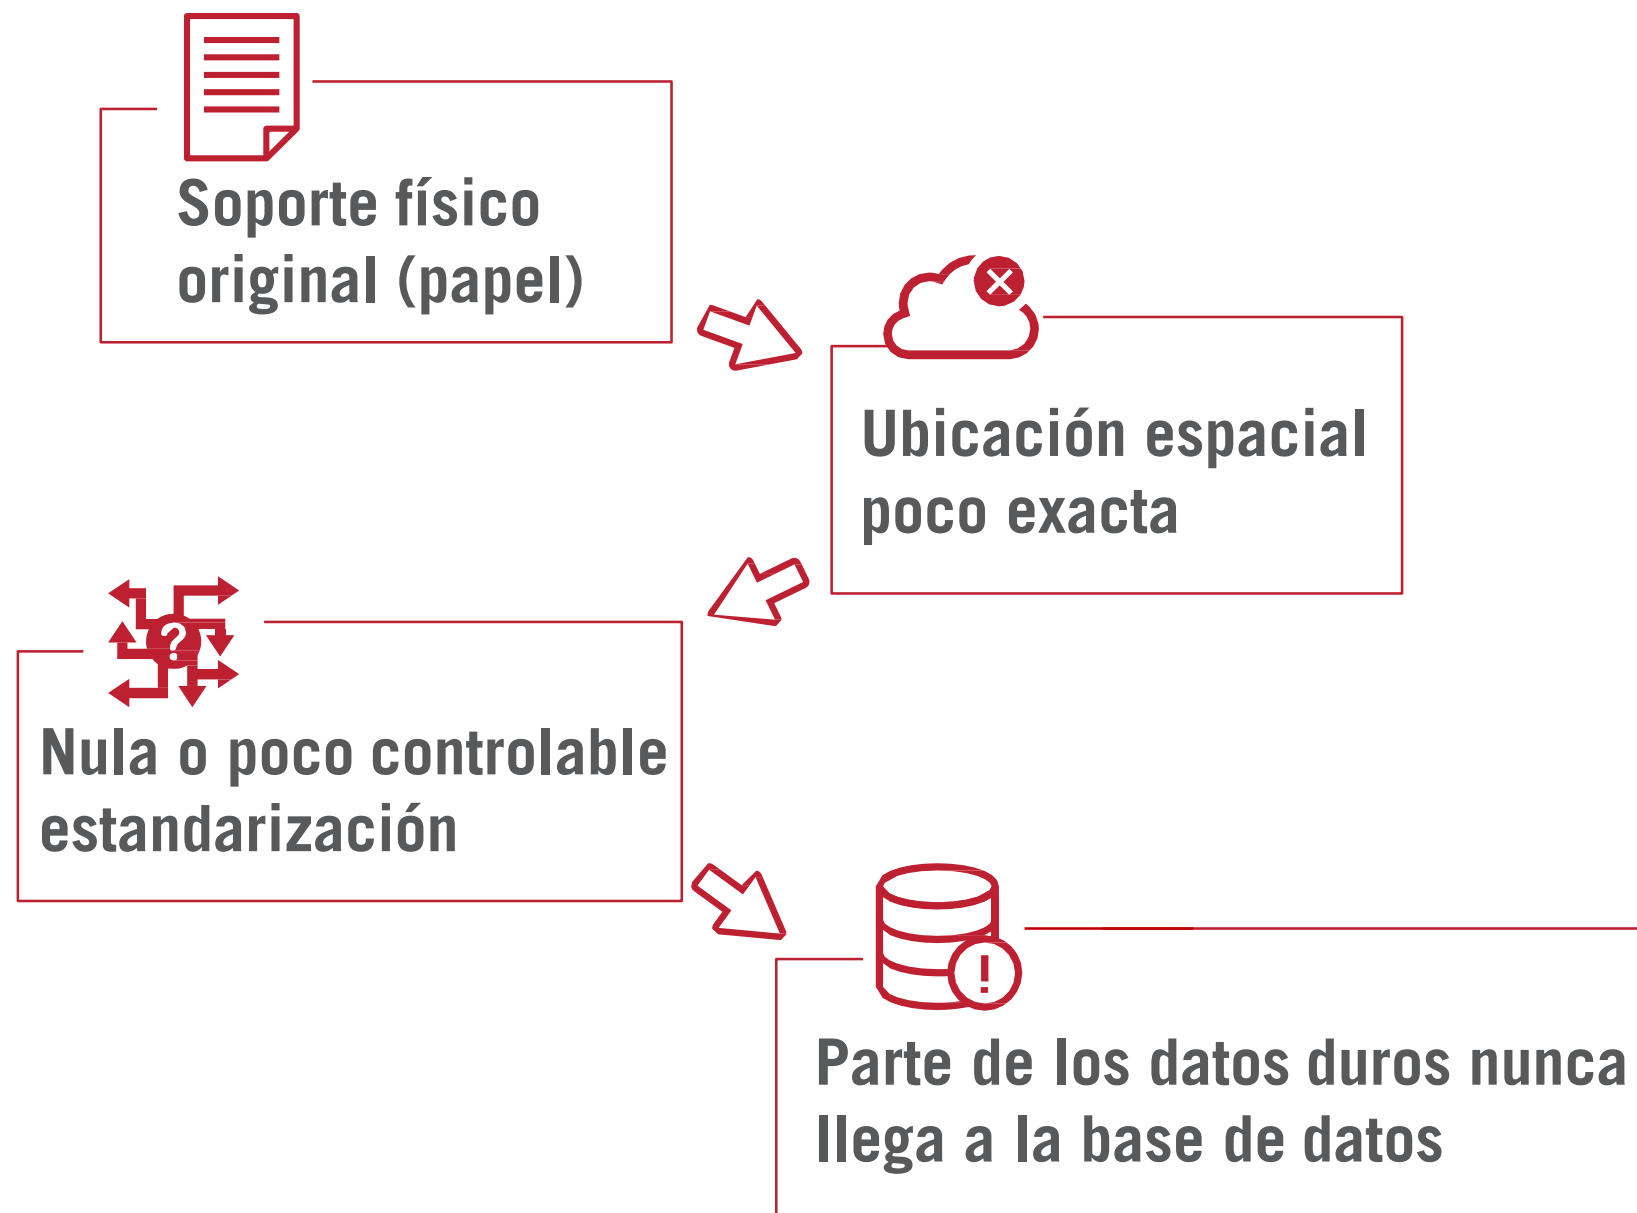 Soporte físico
original (papel)
Ubicación espacial
poco exacta
Nula o poco controlable
estandarización
Parte de los datos duros nunca
llega a la base de datos